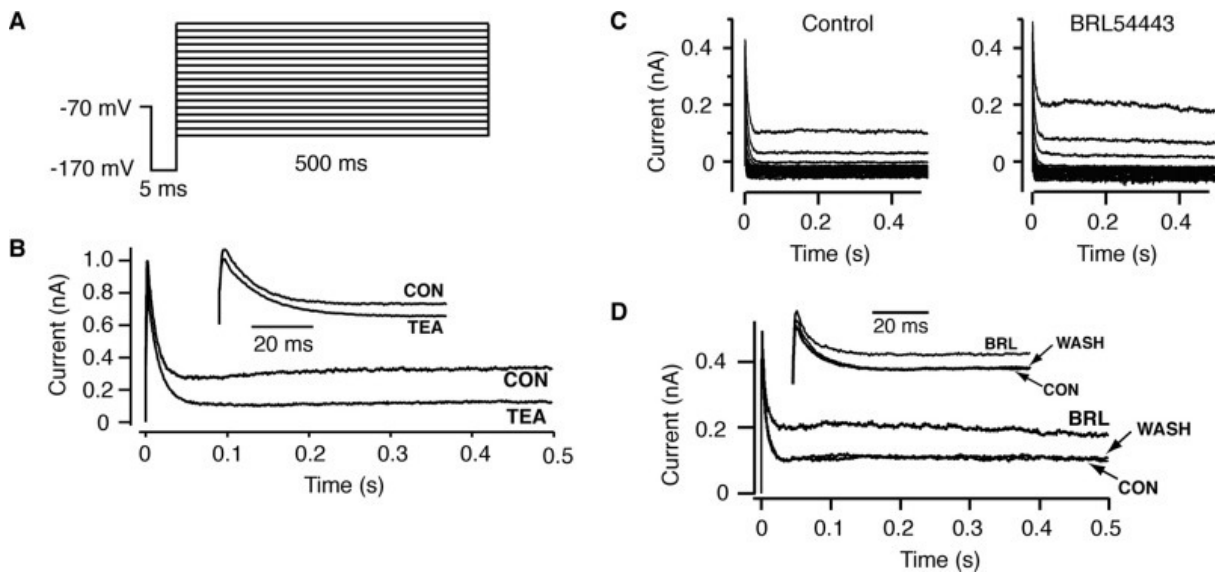 A
-70 mV
-170 mV
5 ms
500 ms
B
Current (nA)
1.0
0.8
0.6
0.4
0.2
0
CON
TEA
20 ms
CON
TEA
0 0.1 0.2 0.3 0.4 0.5
Time (s)
C
Control
Current (nA)
0.4
0.2
0
0 0.2 0.4
Time (s)
BRL54443
0.4
0.2
0
0 0.2 0.4
Time (s)
D
Current (nA)
0.4
0.2
0
20 ms
BRL
WASH
CON
BRL
WASH
CON
0 0.1 0.2 0.3 0.4 0.5
Time (s)